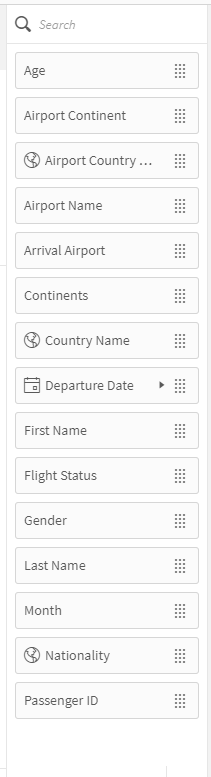 Search
Age
Airport Continent
Airport Country ...
Airport Name
Arrival Airport
Continents
Country Name
Departure Date
First Name
Flight Status
Gender
Last Name
Month
Nationality
Passenger ID